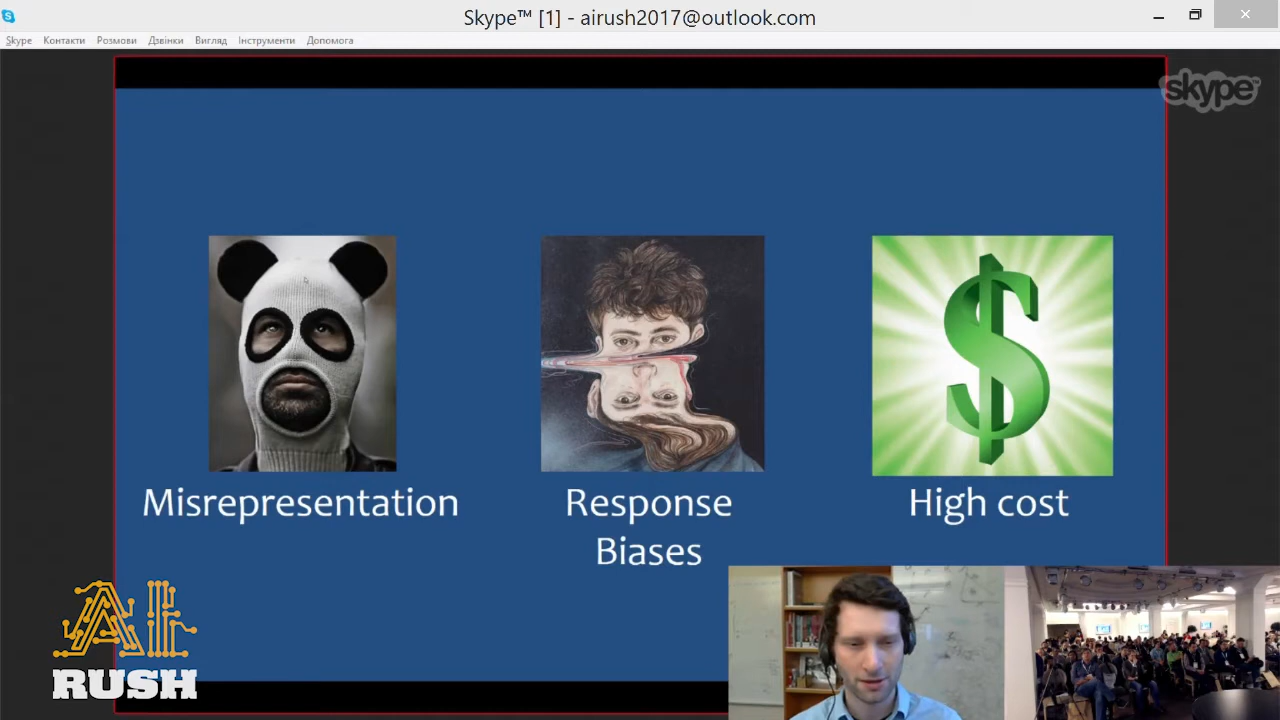 Skype™ [1] - airush2017@outlook.com
Skype Контакти Розмови Дзвінки Вигляд Інструменти Допомога
skype™
Misrepresentation
Response
Biases
High cost
AI
RUSH